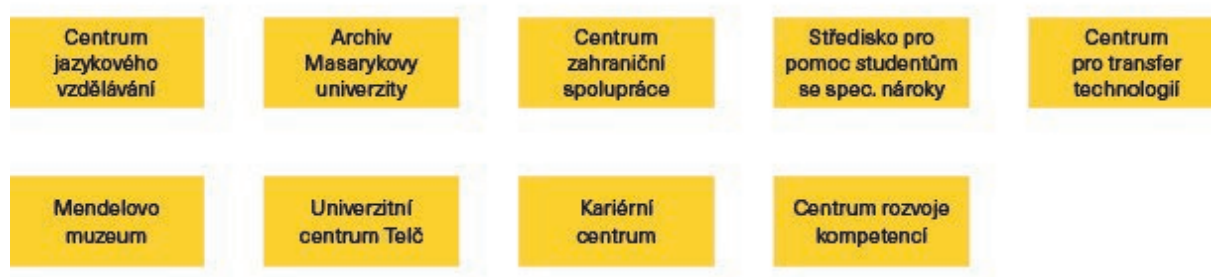 Centrum
jazykového
vzdělávání
Archiv
Masarykovy
univerzity
Centrum
zahraniční
spolupráce
Středisko pro
pomoc studentům
se spec. nároky
Centrum
pro transfer
technologií
Mendelovo
muzeum
Univerzitní
centrum Telč
Kariérní
centrum
Centrum rozvoje
kompetencí